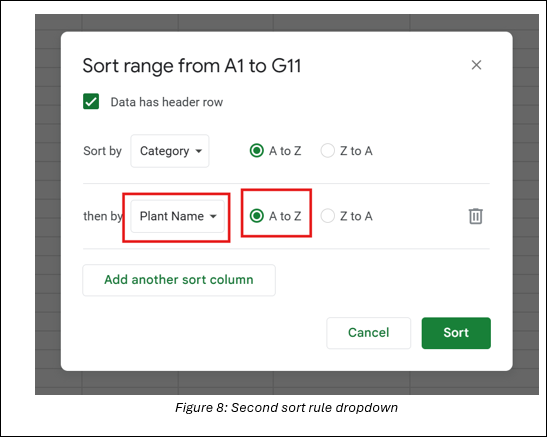 Sort range from A1 to G11
Data has header row
Sort by Category A to Z Z to A
then by Plant Name A to Z Z to A
Add another sort column
Cancel Sort
Figure 8: Second sort rule dropdown